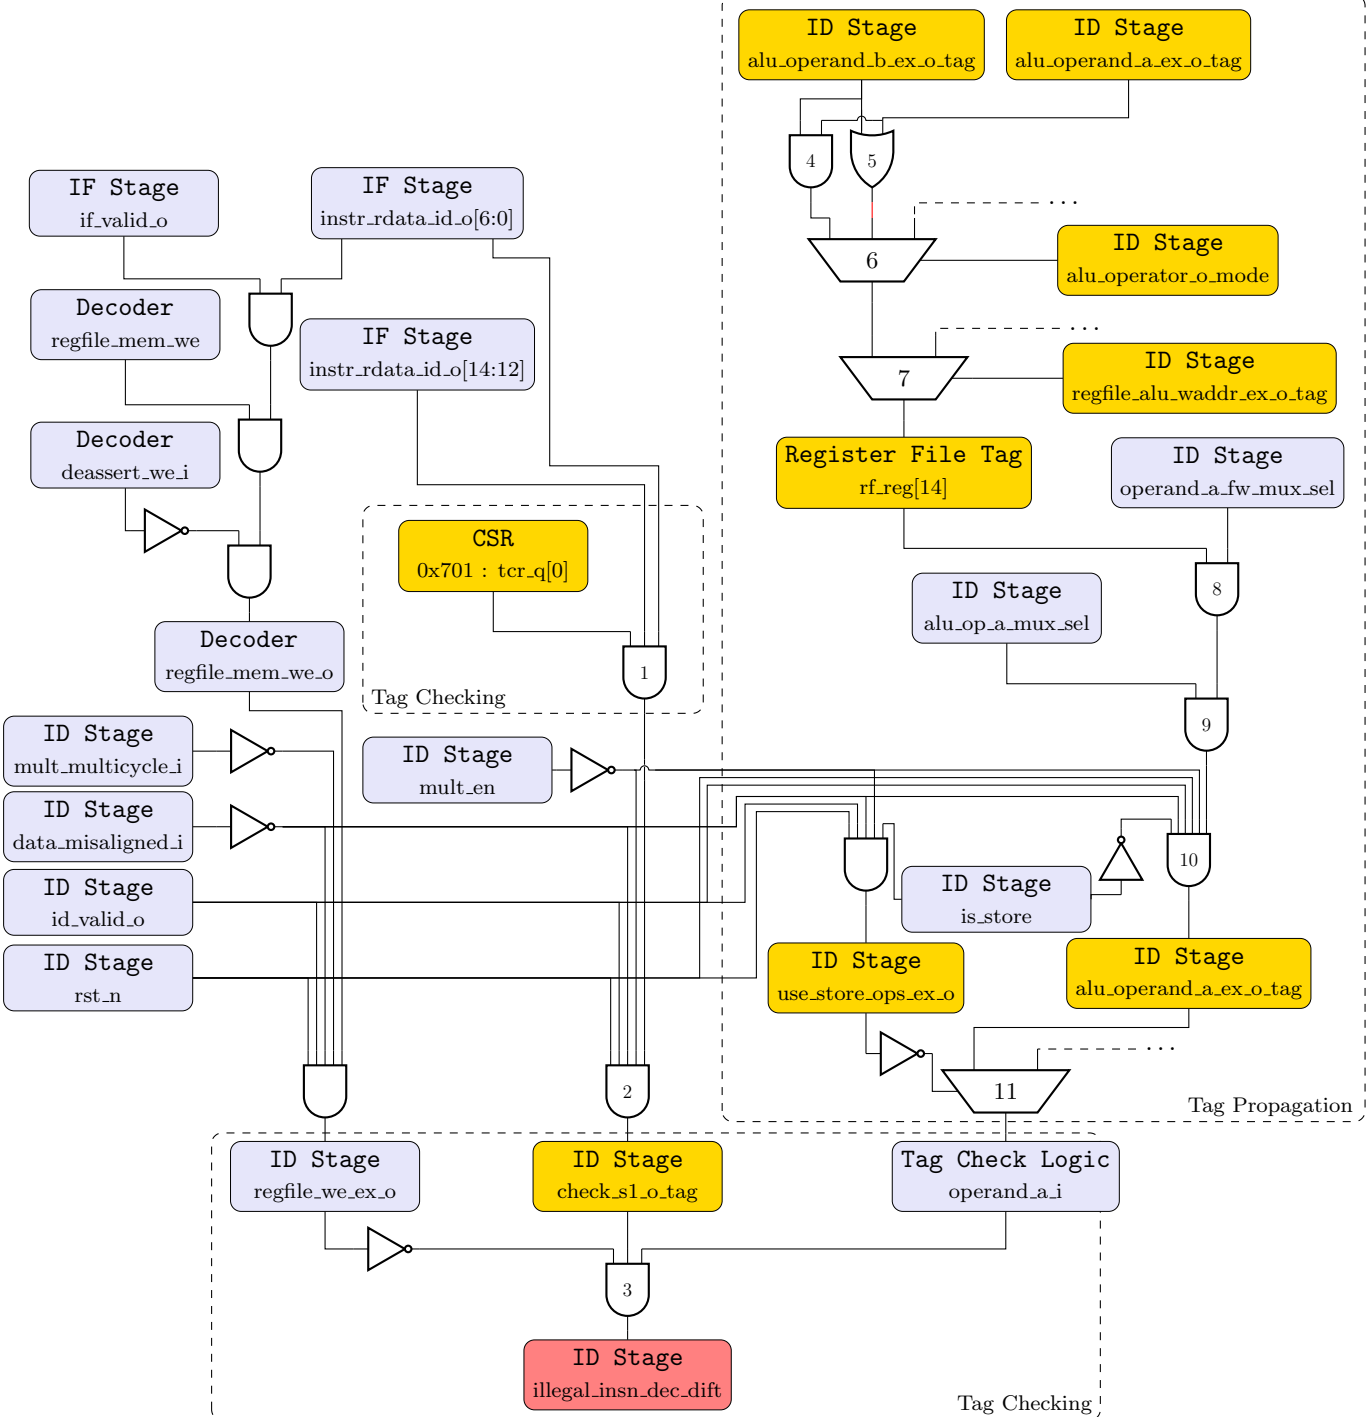 ID Stage
alu_operand_b_ex_o_tag
ID Stage
alu_operand_a_ex_o_tag
4
5
IF Stage
if_valid_o
IF Stage
instr_rdata_id_o[6:0]
. . .
6
ID Stage
alu_operator_o_mode
Decoder
regfile_mem_we
IF Stage
instr_rdata_id_o[14:12]
. . .
7
ID Stage
regfile_alu_waddr_ex_o_tag
Decoder
deassert_we_i
Register File Tag
rf_reg[14]
ID Stage
operand_a_fw_mux_sel
CSR
0x701 : tcr_q[0]
8
ID Stage
alu_op_a_mux_sel
Decoder
regfile_mem_we_o
1
Tag Checking
9
ID Stage
mult_multicycle_i
ID Stage
mult_en
ID Stage
data_misaligned_i
10
ID Stage
id_valid_o
ID Stage
is_store
ID Stage
rst_n
ID Stage
use_store_ops_ex_o
ID Stage
alu_operand_a_ex_o_tag
. . .
2
11
Tag Propagation
ID Stage
regfile_we_ex_o
ID Stage
check_s1_o_tag
Tag Check Logic
operand_a_i
3
ID Stage
illegal_insn_dec_dift
Tag Checking